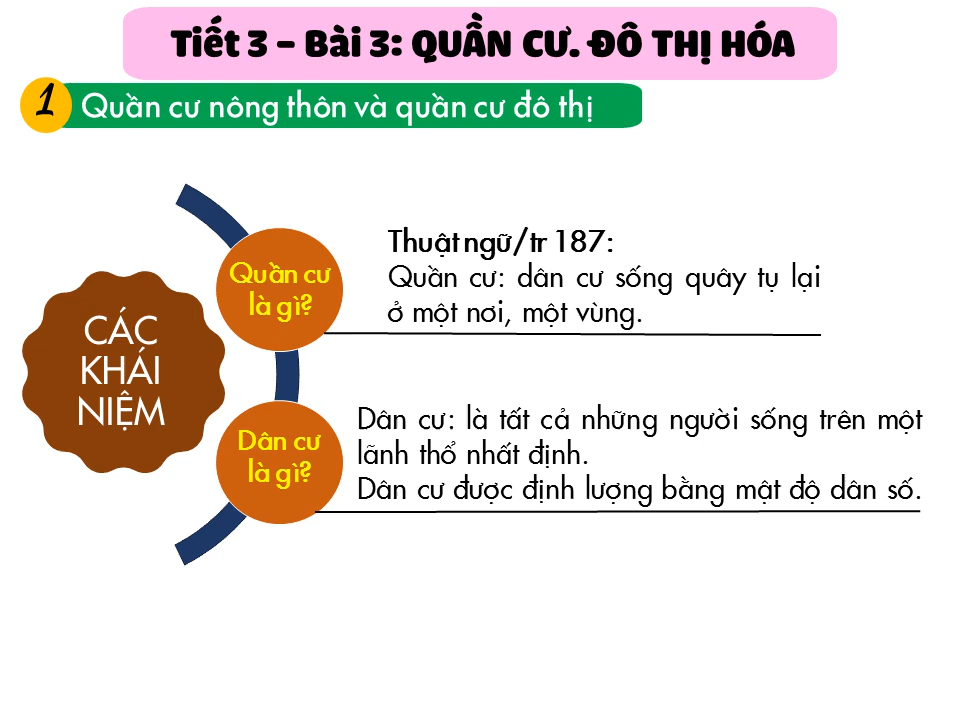 Tiết 3 – Bài 3: QUẦN CƯ. ĐÔ THỊ HÓA
1 Quần cư nông thôn và quần cư đô thị
CÁC
KHÁI
NIỆM
Quần cư
là gì?
Thuật ngữ/tr 187:
Quần cư: dân cư sống quây tụ lại
ở một nơi, một vùng.
Dân cư
là gì?
Dân cư: là tất cả những người sống trên một
lãnh thổ nhất định.
Dân cư được định lượng bằng mật độ dân số.